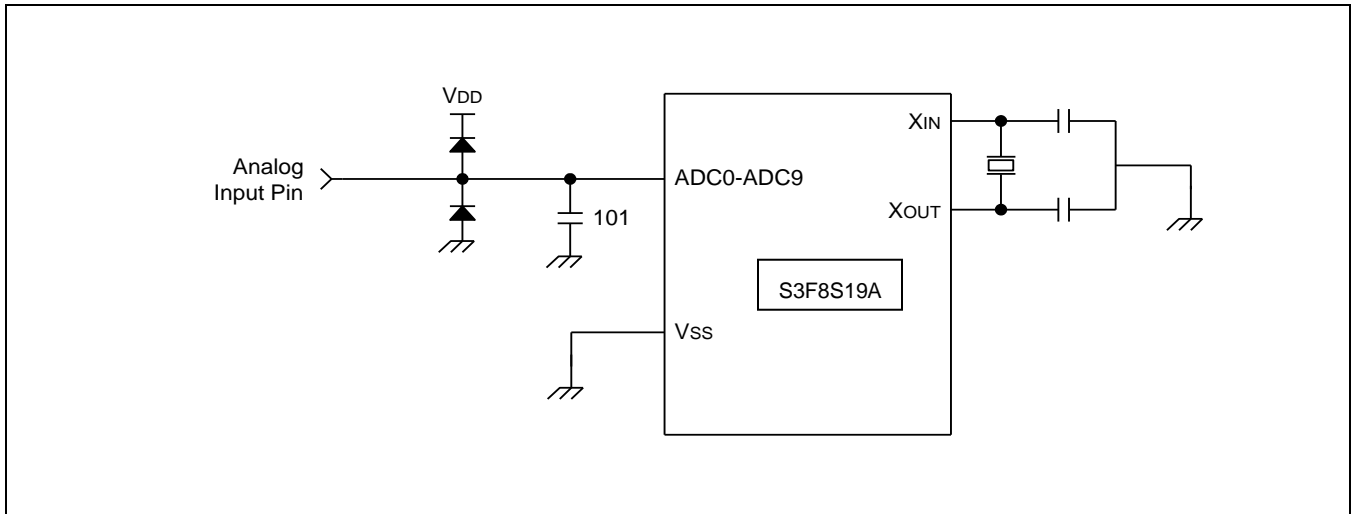 VDD
Analog
Input Pin
ADC0-ADC9
101
VSS
XIN
XOUT
S3F8S19A